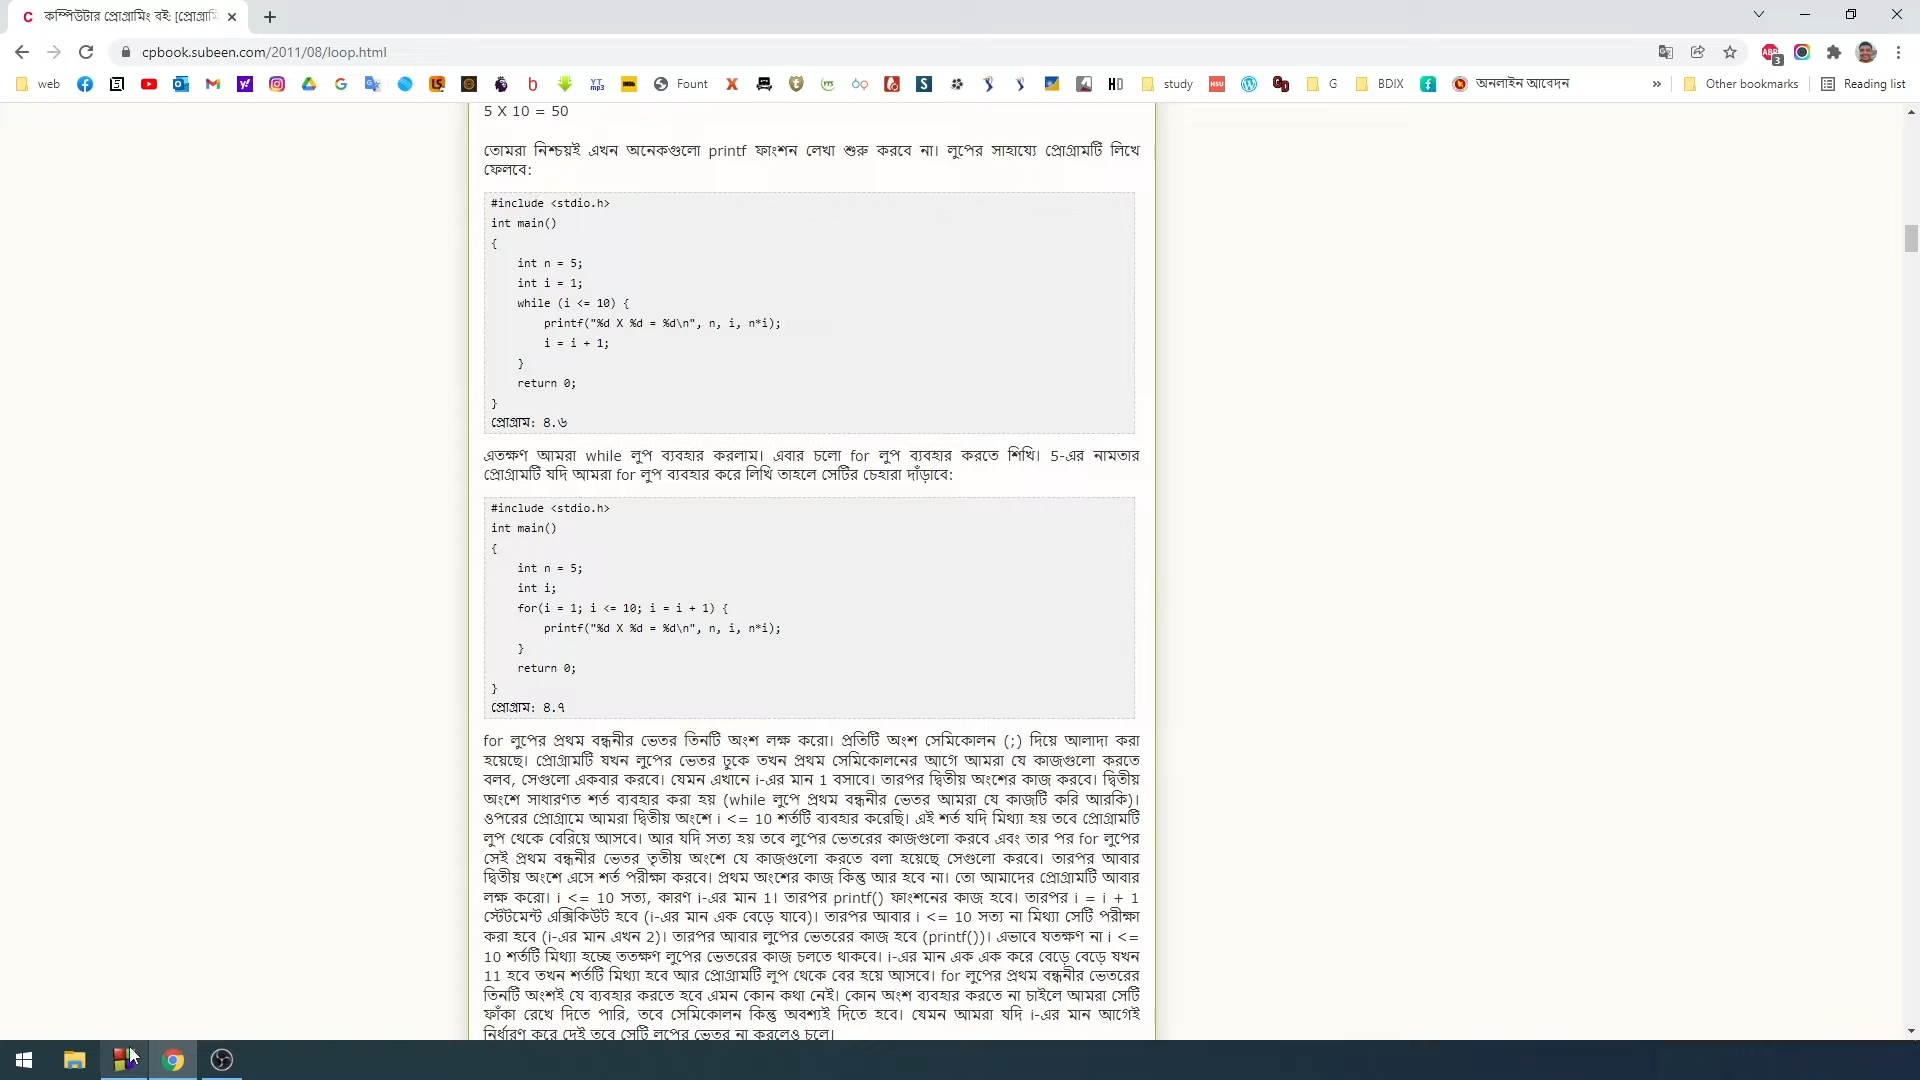 কম্পিউটার প্রোগ্রামিং বই: [প্রোগ্রামি
cpbook.subeen.com/2011/08/loop.html
web
Fount
study
G
BDIX
অনলাইন আবেদন
Other bookmarks
Reading list
5 X 10 = 50
তোমরা নিশ্চয়ই এখন অনেকগুলো printf ফাংশন লেখা শুরু করবে না। লুপের সাহায্যে প্রোগ্রামটি লিখে
ফেলবে:
#include <stdio.h>
int main()
{
int n = 5;
int i = 1;
while (i <= 10) {
printf("%d X %d = %d\n", n, i, n*i);
i = i + 1;
}
return 0;
}
প্রোগ্রাম: ৪.৬
এতক্ষণ আমরা while লুপ ব্যবহার করলাম। এবার চলো for লুপ ব্যবহার করতে শিখি। 5-এর নামতার
প্রোগ্রামটি যদি আমরা for লুপ ব্যবহার করে লিখি তাহলে সেটির চেহারা দাঁড়াবে:
#include <stdio.h>
int main()
{
int n = 5;
int i;
for(i = 1; i <= 10; i = i + 1) {
printf("%d X %d = %d\n", n, i, n*i);
}
return 0;
}
প্রোগ্রাম: ৪.৭
for লুপের প্রথম বন্ধনীর ভেতর তিনটি অংশ লক্ষ করো। প্রতিটি অংশ সেমিকোলন (;) দিয়ে আলাদা করা
হয়েছে। প্রোগ্রামটি যখন লুপের ভেতর ঢুকে তখন প্রথম সেমিকোলনের আগে আমরা যে কাজগুলো করতে
বলব, সেগুলো একবার করবে। যেমন এখানে i-এর মান 1 বসাবে। তারপর দ্বিতীয় অংশের কাজ করবে। দ্বিতীয়
অংশে সাধারণত শর্ত ব্যবহার করা হয় (while লুপে প্রথম বন্ধনীর ভেতর আমরা যে কাজটি করি আরকি)।
ওপরের প্রোগ্রামে আমরা দ্বিতীয় অংশে i <= 10 শর্তটি ব্যবহার করেছি। এই শর্ত যদি মিথ্যা হয় তবে প্রোগ্রামটি
লুপ থেকে বেরিয়ে আসবে। আর যদি সত্য হয় তবে লুপের ভেতরের কাজগুলো করবে এবং তার পর for লুপের
সেই প্রথম বন্ধনীর ভেতর তৃতীয় অংশে যে কাজগুলো করতে বলা হয়েছে সেগুলো করবে। তারপর আবার
দ্বিতীয় অংশে এসে শর্ত পরীক্ষা করবে। প্রথম অংশের কাজ কিন্তু আর হবে না। তো আমাদের প্রোগ্রামটি আবার
লক্ষ করো। i <= 10 সত্য, কারণ i-এর মান 1। তারপর printf() ফাংশনের কাজ হবে। তারপর i = i + 1
স্টেটমেন্ট এক্সিকিউট হবে (i-এর মান এক বেড়ে যাবে)। তারপর আবার i <= 10 সত্য না মিথ্যা সেটি পরীক্ষা
করা হবে (i-এর মান এখন 2)। তারপর আবার লুপের ভেতরের কাজ হবে (printf())। এভাবে যতক্ষণ না i <=
10 শর্তটি মিথ্যা হচ্ছে ততক্ষণ লুপের ভেতরের কাজ চলতে থাকবে। i-এর মান এক এক করে বেড়ে বেড়ে যখন
11 হবে তখন শর্তটি মিথ্যা হবে আর প্রোগ্রামটি লুপ থেকে বের হয়ে আসবে। for লুপের প্রথম বন্ধনীর ভেতরের
তিনটি অংশই যে ব্যবহার করতে হবে এমন কোন কথা নেই। কোন অংশ ব্যবহার করতে না চাইলে আমরা সেটি
ফাঁকা রেখে দিতে পারি, তবে সেমিকোলন কিন্তু অবশ্যই দিতে হবে। যেমন আমরা যদি i-এর মান আগেই
নির্ধারণ করে দেই তবে সেটি লুপের ভেতর না করলেও চলে।